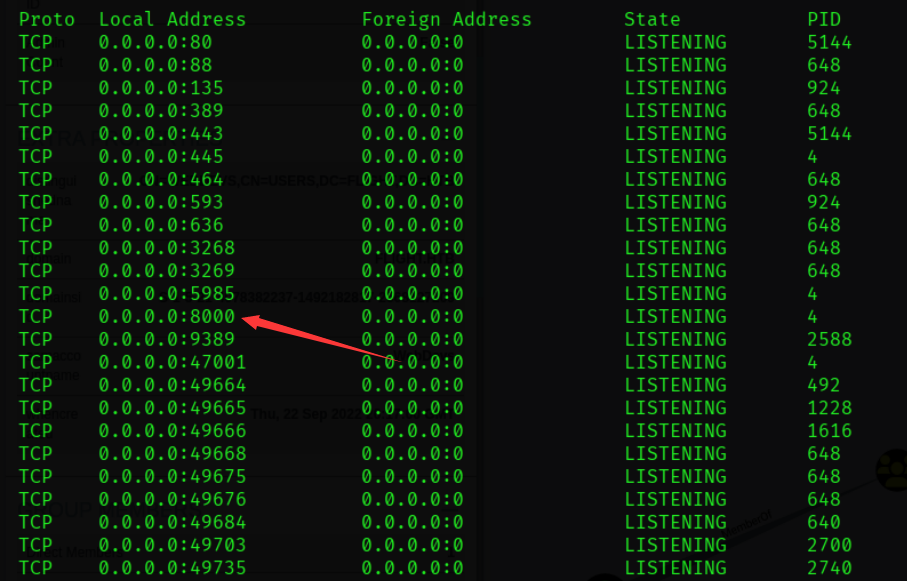 Proto Local Address Foreign Address State PID
TCP 0.0.0.0:80 0.0.0.0:0 LISTENING 5144
TCP 0.0.0.0:88 0.0.0.0:0 LISTENING 648
TCP 0.0.0.0:135 0.0.0.0:0 LISTENING 924
TCP 0.0.0.0:389 0.0.0.0:0 LISTENING 648
TCP 0.0.0.0:443 0.0.0.0:0 LISTENING 5144
TCP 0.0.0.0:445 0.0.0.0:0 LISTENING 4
TCP 0.0.0.0:464 0.0.0.0:0 LISTENING 648
TCP 0.0.0.0:593 0.0.0.0:0 LISTENING 924
TCP 0.0.0.0:636 0.0.0.0:0 LISTENING 648
TCP 0.0.0.0:3268 0.0.0.0:0 LISTENING 648
TCP 0.0.0.0:3269 0.0.0.0:0 LISTENING 648
TCP 0.0.0.0:5985 0.0.0.0:0 LISTENING 4
TCP 0.0.0.0:8000 0.0.0.0:0 LISTENING 4
TCP 0.0.0.0:9389 0.0.0.0:0 LISTENING 2588
TCP 0.0.0.0:47001 0.0.0.0:0 LISTENING 4
TCP 0.0.0.0:49664 0.0.0.0:0 LISTENING 492
TCP 0.0.0.0:49665 0.0.0.0:0 LISTENING 1228
TCP 0.0.0.0:49666 0.0.0.0:0 LISTENING 1616
TCP 0.0.0.0:49668 0.0.0.0:0 LISTENING 648
TCP 0.0.0.0:49675 0.0.0.0:0 LISTENING 648
TCP 0.0.0.0:49676 0.0.0.0:0 LISTENING 648
TCP 0.0.0.0:49684 0.0.0.0:0 LISTENING 640
TCP 0.0.0.0:49703 0.0.0.0:0 LISTENING 2700
TCP 0.0.0.0:49735 0.0.0.0:0 LISTENING 2740